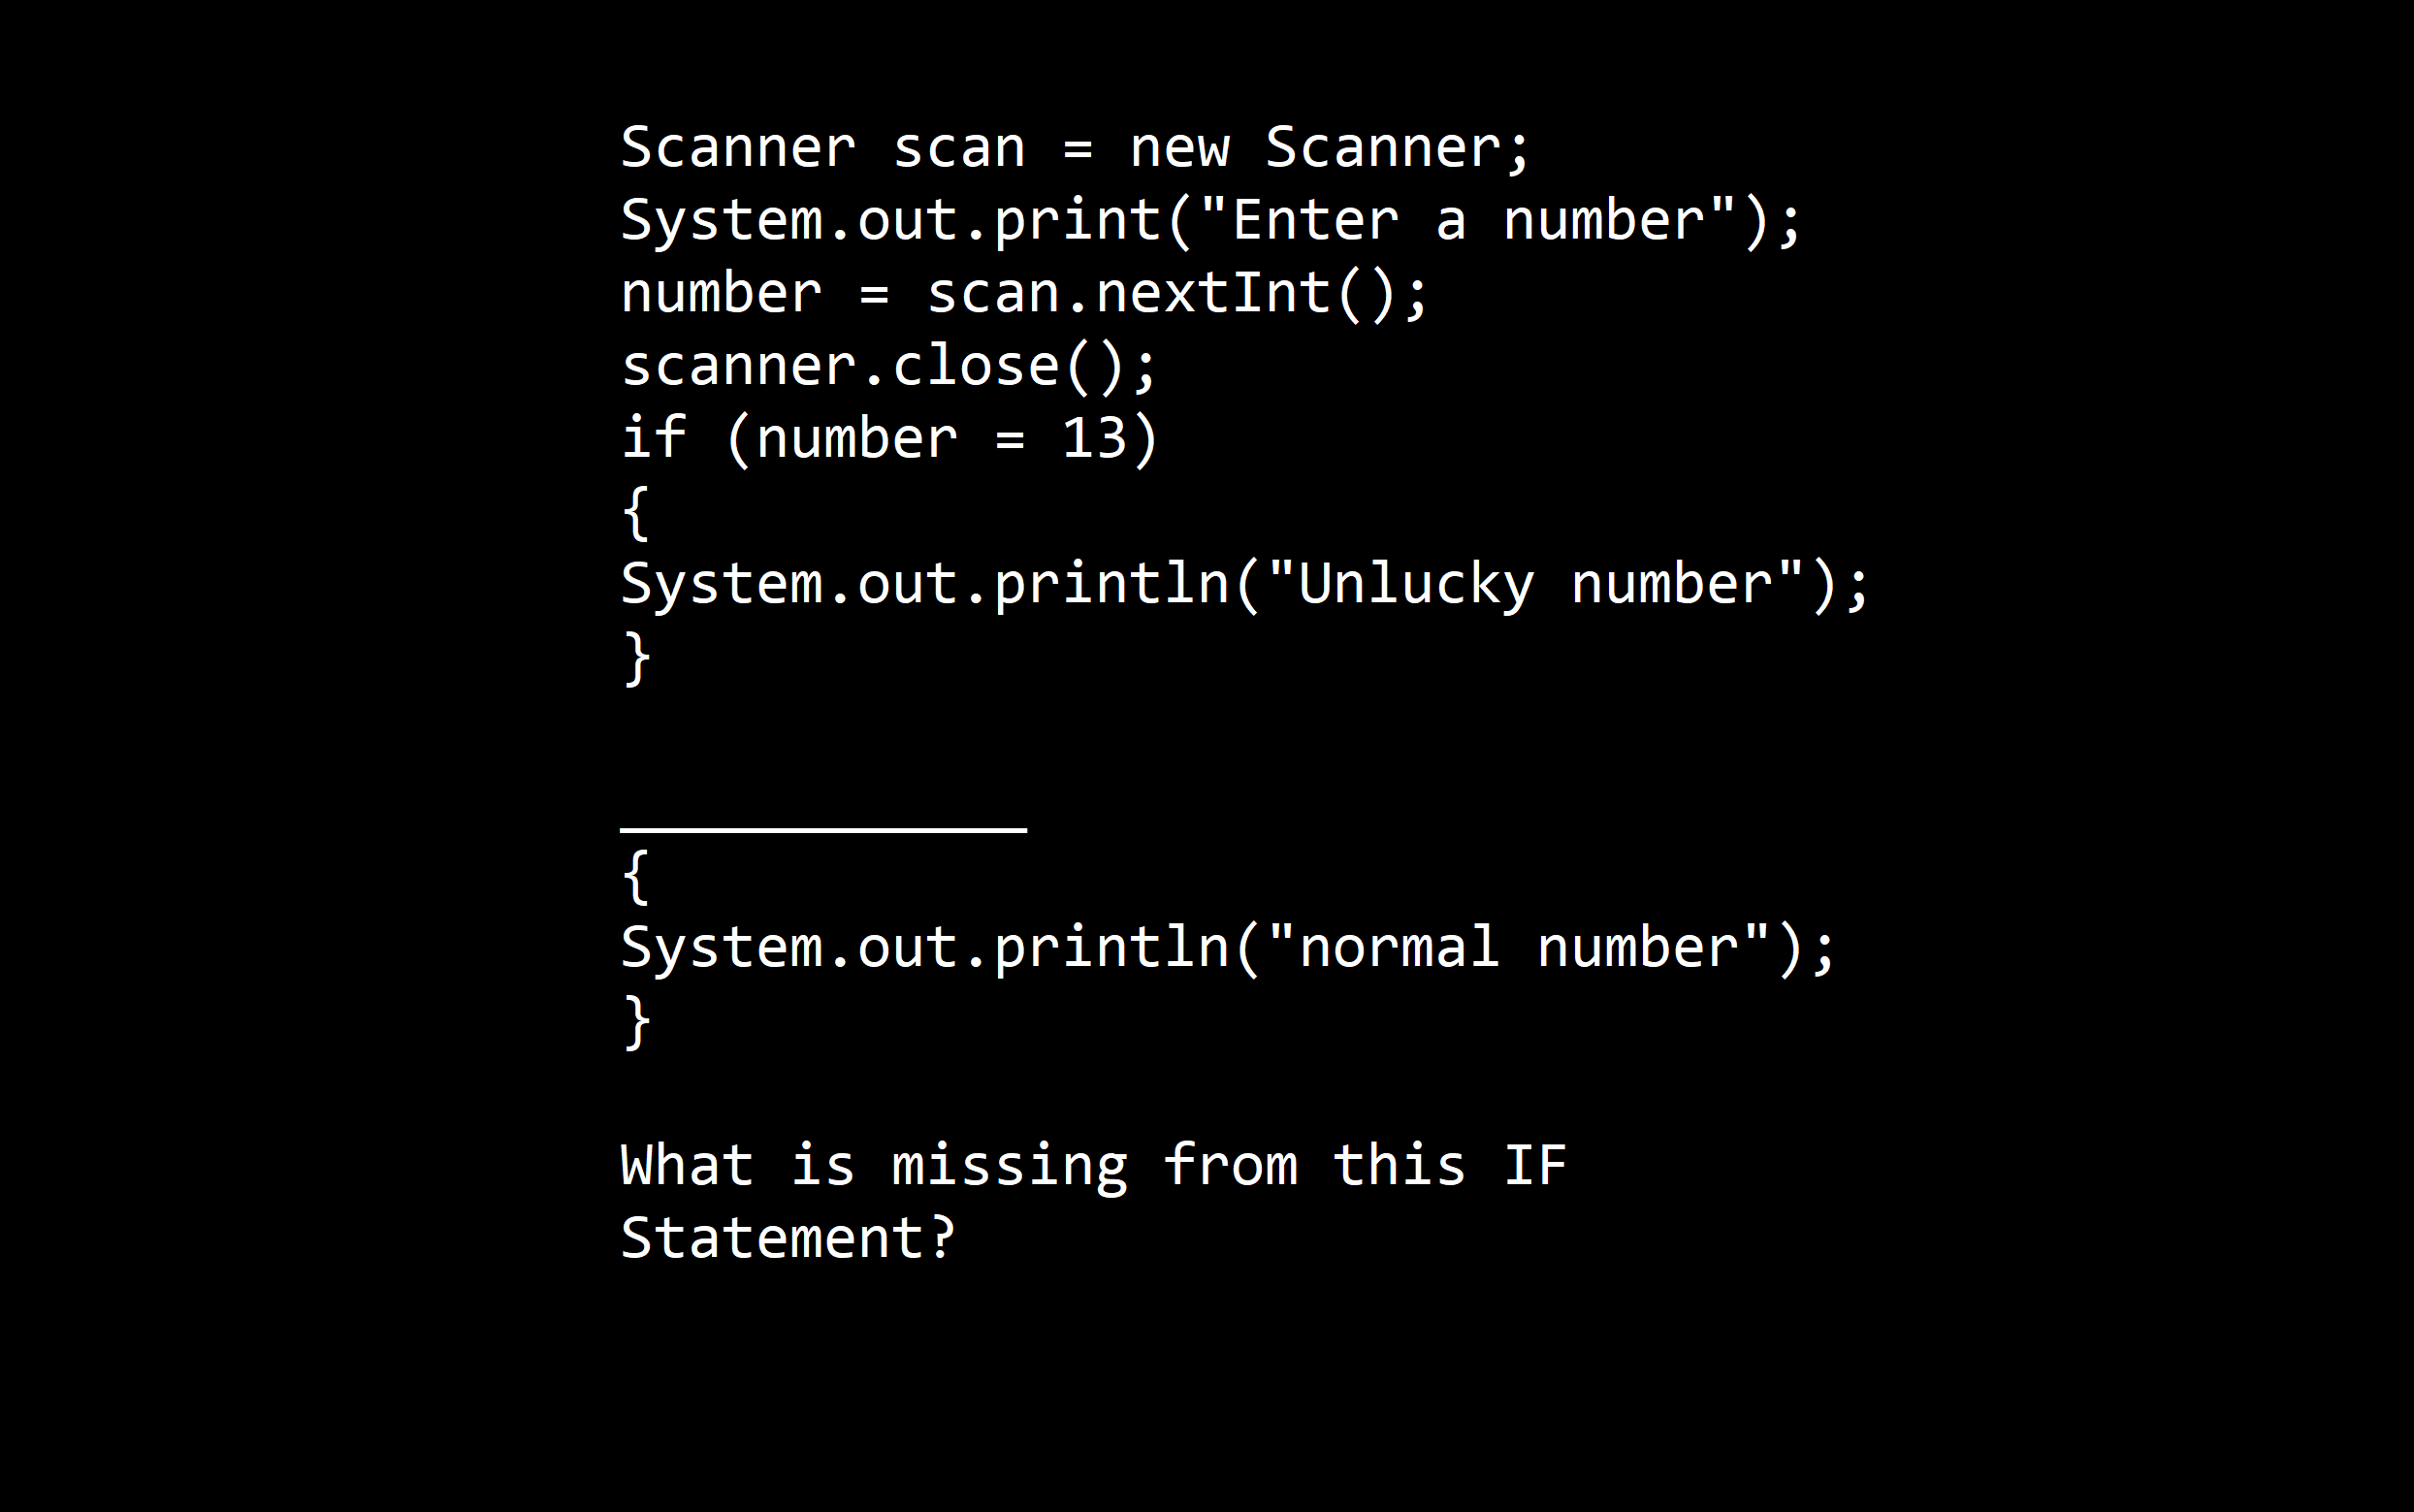 Scanner scan = new Scanner;
System.out.print("Enter a number");
number = scan.nextInt();
scanner.close();
if (number = 13)
{
System.out.println("Unlucky number");
}
____________
{
System.out.println("normal number");
}
What is missing from this IF
Statement?